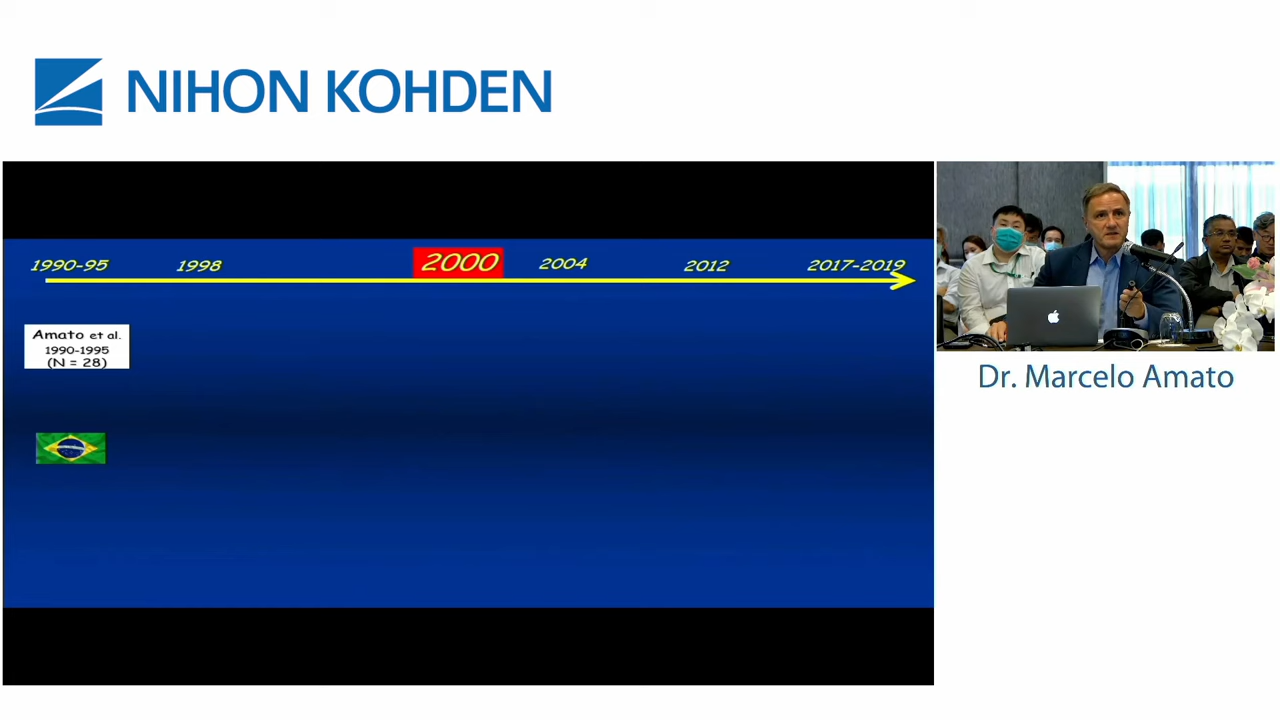 NIHON KOHDEN
1990-95 1998 2000 2004 2012 2017-2019
Amato et al.
1990-1995
(N = 28)
Dr. Marcelo Amato